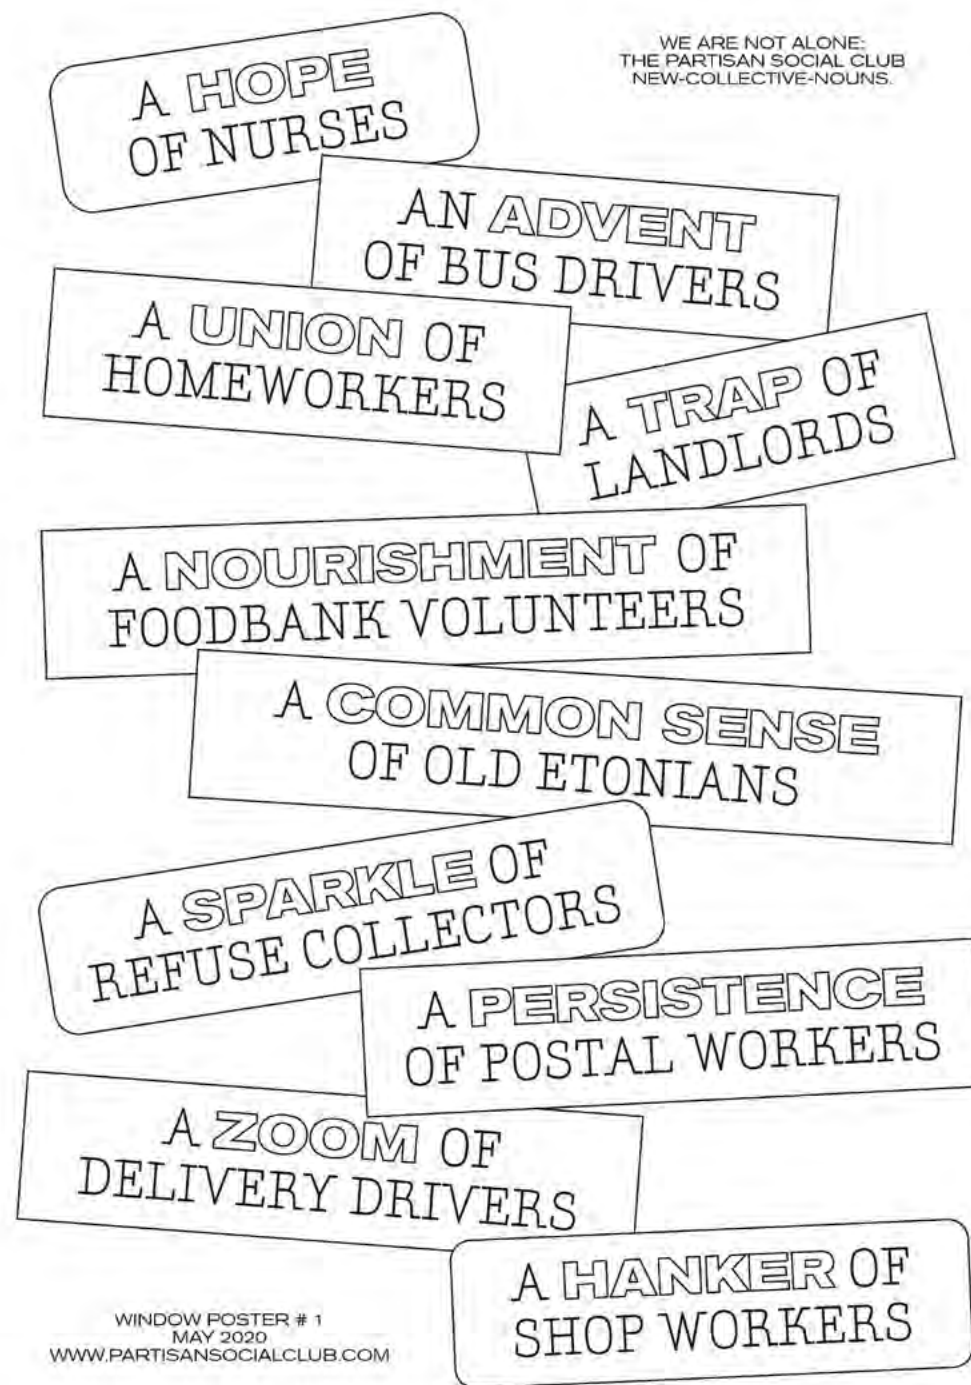 WE ARE NOT ALONE:
THE PARTISAN SOCIAL CLUB
NEW-COLLECTIVE-NOUNS.
A HOPE
OF NURSES
AN ADVENT
OF BUS DRIVERS
A UNION OF
HOMEWORKERS
A TRAP OF
LANDLORDS
A NOURISHMENT OF
FOODBANK VOLUNTEERS
A COMMON SENSE
OF OLD ETONIANS
A SPARKLE OF
REFUSE COLLECTORS
A PERSISTENCE
OF POSTAL WORKERS
A ZOOM OF
DELIVERY DRIVERS
A HANKER OF
SHOP WORKERS
WINDOW POSTER # 1
MAY 2020
WWW.PARTISANSOCIALCLUB.COM